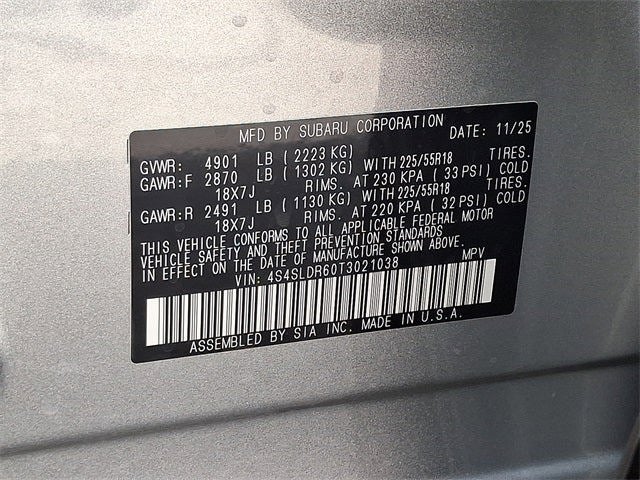 MFD BY SUBARU CORPORATION DATE: 11/25
GVWR: 4901 LB ( 2223 KG)
GAWR:F 2870 LB ( 1302 KG) WITH 225/55R18 TIRES.
18X7J RIMS. AT 230 KPA ( 33 PSI) COLD
GAWR:R 2491 LB ( 1130 KG) WITH 225/55R18 TIRES.
18X7J RIMS. AT 220 KPA ( 32 PSI) COLD
THIS VEHICLE CONFORMS TO ALL APPLICABLE FEDERAL MOTOR
VEHICLE SAFETY AND THEFT PREVENTION STANDARDS
IN EFFECT ON THE DATE OF MANUFACTURE SHOWN ABOVE.
VIN: 4S4SLDR60T3021038 MPV
ASSEMBLED BY SIA INC. MADE IN U.S.A.